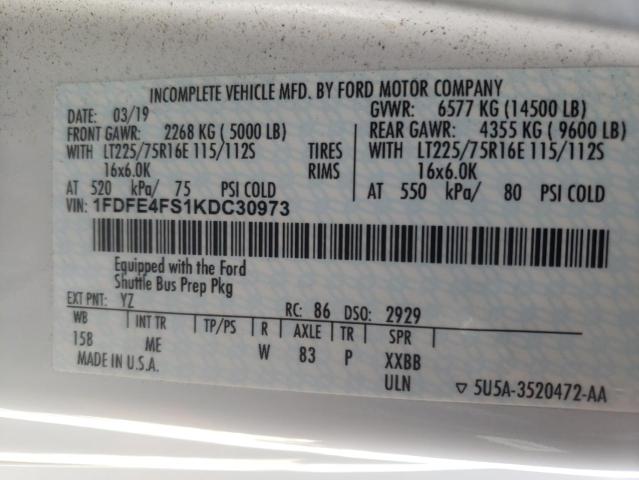 INCOMPLETE VEHICLE MFD. BY FORD MOTOR COMPANY
DATE: 03/19 GVWR: 6577 KG (14500 LB)
FRONT GAWR: 2268 KG ( 5000 LB) REAR GAWR: 4355 KG ( 9600 LB)
WITH LT225/75R16E 115/112S TIRES WITH LT225/75R16E 115/112S
16x6.0K RIMS 16x6.0K
AT 520 kPa/ 75 PSI COLD AT 550 kPa/ 80 PSI COLD
VIN: 1FDFE4FS1KDC30973
Equipped with the Ford
Shuttle Bus Prep Pkg
EXT PNT: YZ RC: 86 DSO: 2929
WB INT TR TP/PS R AXLE TR SPR
158 ME W 83 P XXBB
MADE IN U.S.A. ULN ▽ 5U5A-3520472-AA